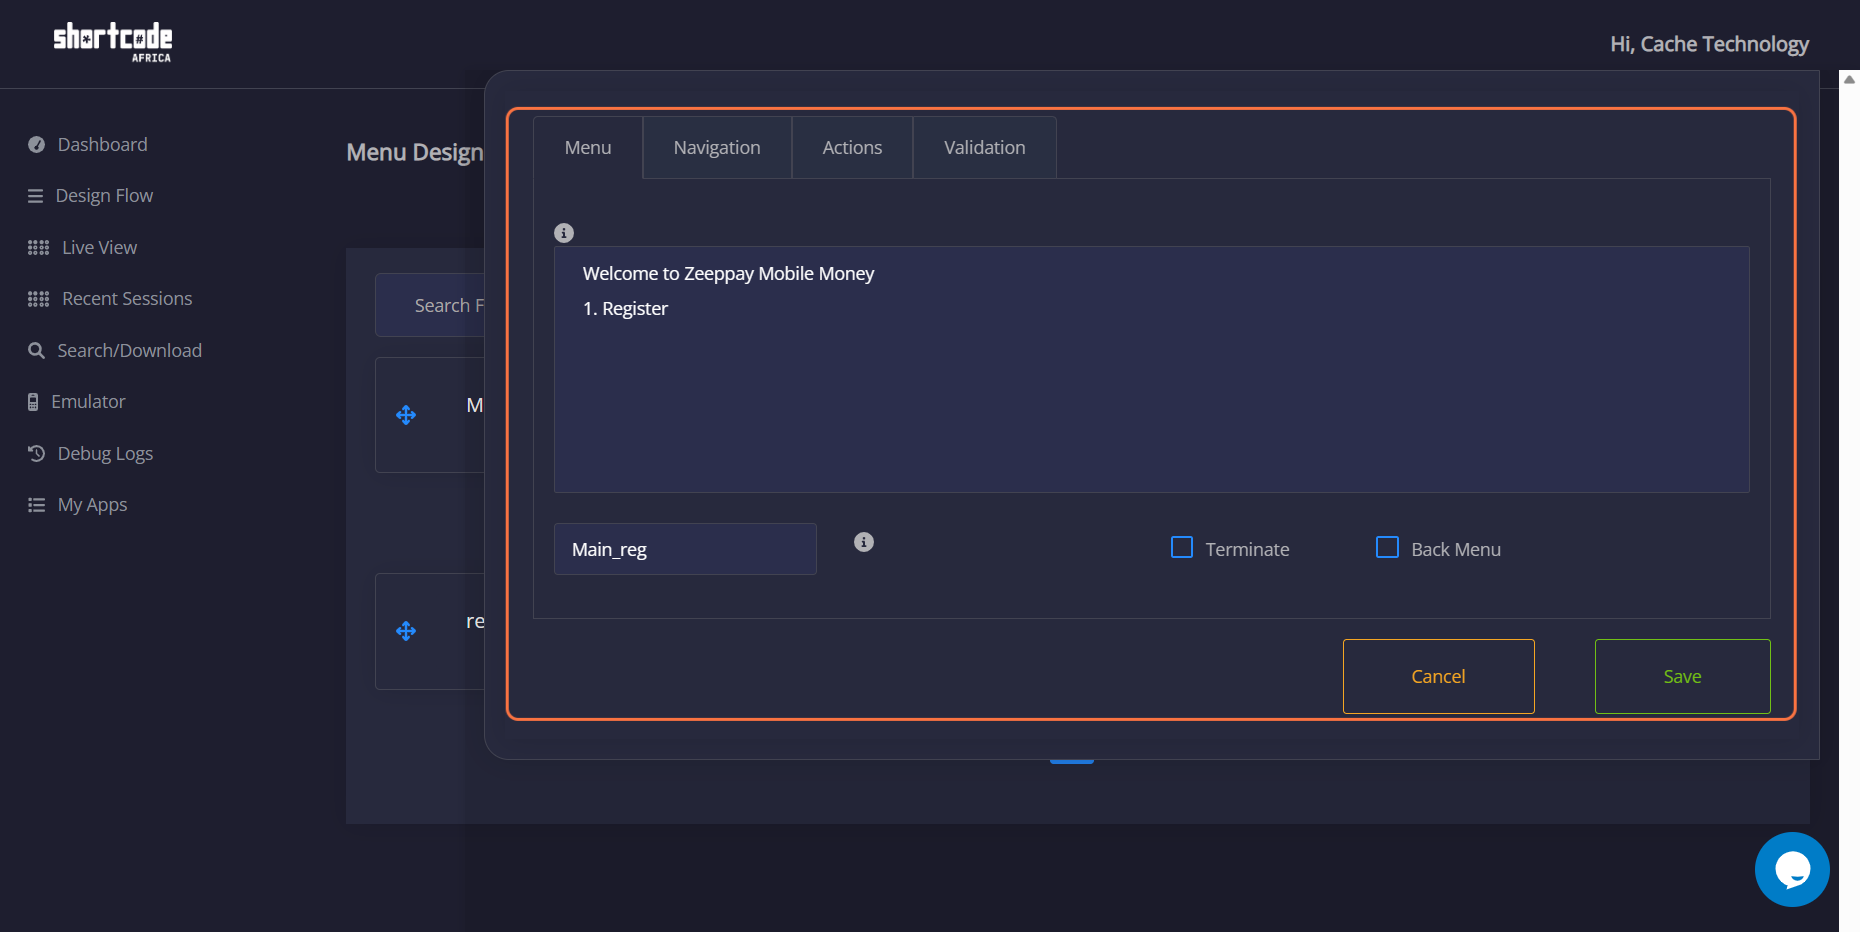 shortcode
AFRICA
Hi, Cache Technology
Dashboard
Design Flow
Live View
Recent Sessions
Search/Download
Emulator
Debug Logs
My Apps
Menu Design
Search F
M
re
Menu
Navigation
Actions
Validation
Welcome to Zeeppay Mobile Money
1. Register
Main_reg
Terminate
Back Menu
Cancel
Save